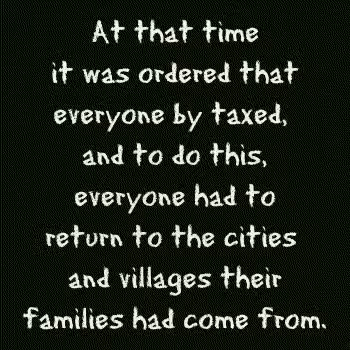 At that time
it was ordered that
everyone by taxed,
and to do this,
everyone had to
return to the cities
and villages their
families had come from.